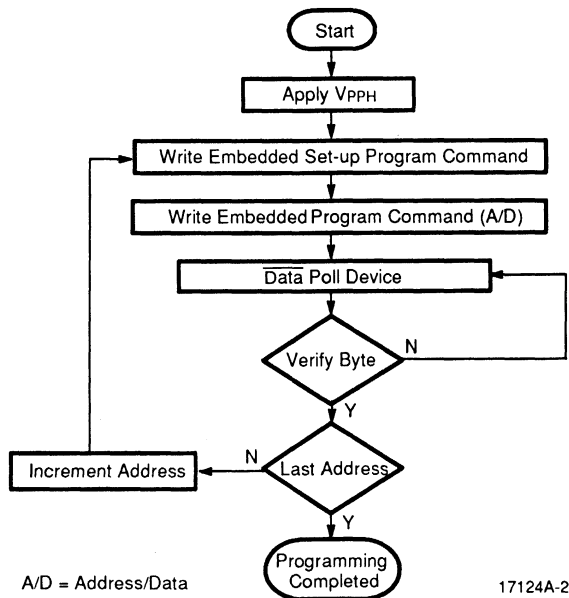 Start
Apply VPPH
Write Embedded Set-up Program Command
Write Embedded Program Command (A/D)
Data Poll Device
Verify Byte
N
Y
Increment Address
N
Last Address
Y
Programming
Completed
A/D = Address/Data
17124A-2